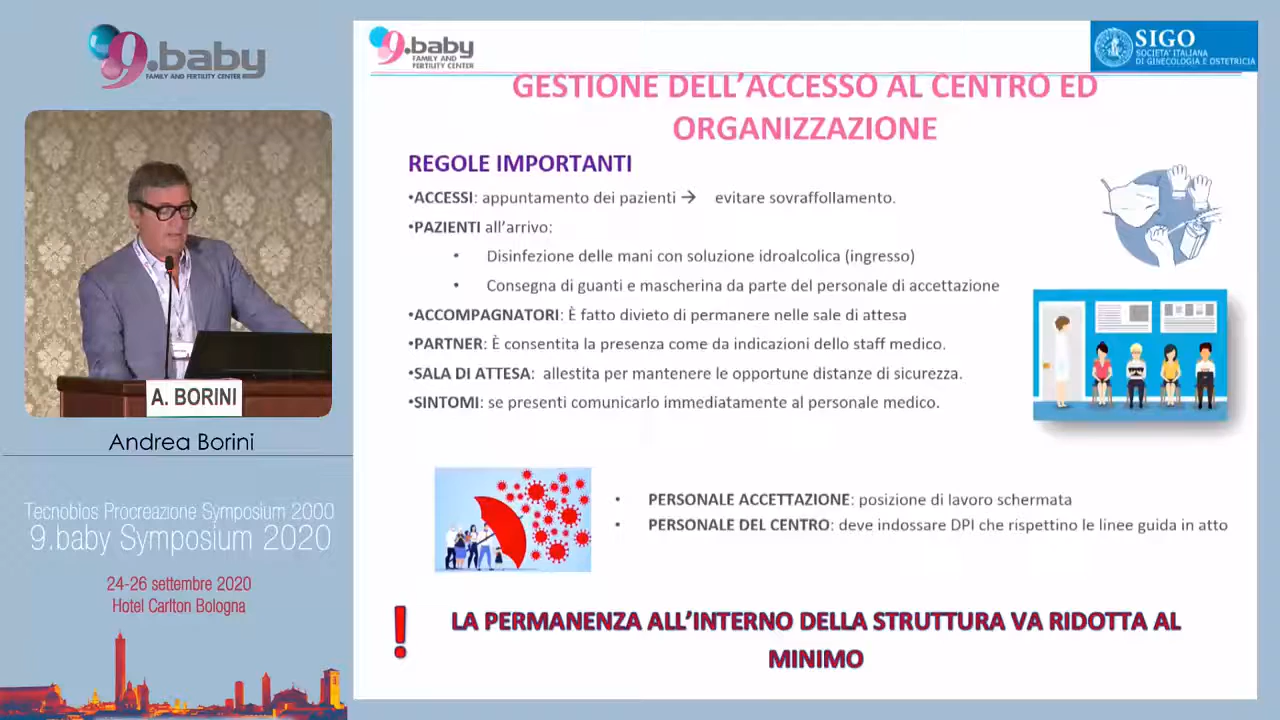 9.baby
FAMILY AND FERTILITY CENTER
A. BORINI
Andrea Borini
Tecnobios Procreazione Symposium 2000
9.baby Symposium 2020
24-26 settembre 2020
Hotel Carlton Bologna
9.baby
FAMILY AND
FERTILITY CENTER
SIGO
SOCIETA' ITALIANA
DI GINECOLOGIA E OSTETRICIA
GESTIONE DELL'ACCESSO AL CENTRO ED
ORGANIZZAZIONE
REGOLE IMPORTANTI
•ACCESSI: appuntamento dei pazienti → evitare sovraffollamento.
•PAZIENTI all'arrivo:
• Disinfezione delle mani con soluzione idroalcolica (ingresso)
• Consegna di guanti e mascherina da parte del personale di accettazione
•ACCOMPAGNATORI: È fatto divieto di permanere nelle sale di attesa
•PARTNER: È consentita la presenza come da indicazioni dello staff medico.
•SALA DI ATTESA: allestita per mantenere le opportune distanze di sicurezza.
•SINTOMI: se presenti comunicarlo immediatamente al personale medico.
• PERSONALE ACCETTAZIONE: posizione di lavoro schermata
• PERSONALE DEL CENTRO: deve indossare DPI che rispettino le linee guida in atto
! LA PERMANENZA ALL'INTERNO DELLA STRUTTURA VA RIDOTTA AL
MINIMO